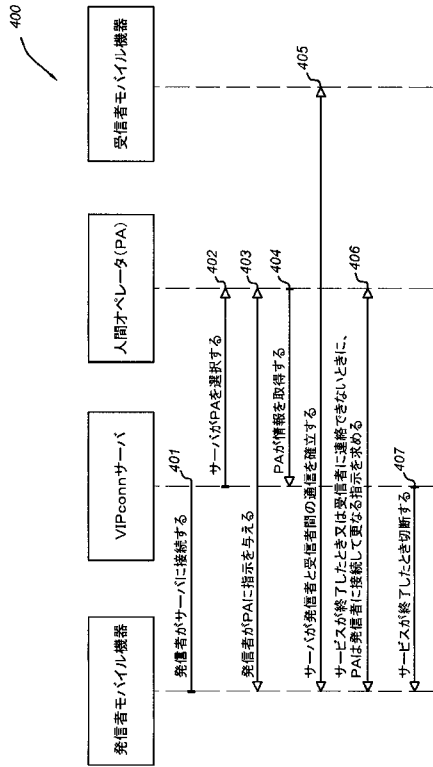 400
発信者モバイル機器
VIPconnサーバ
人間オペレータ(PA)
受信者モバイル機器
401
発信者がサーバに接続する
402
サーバがPAを選択する
403
発信者がPAに指示を与える
404
PAが情報を取得する
405
サーバが発信者と受信者間の通信を確立する
406
サービスが終了したとき又は受信者に連絡できないときに、
PAは発信者に接続して更なる指示を求める
407
サービスが終了したとき切断する